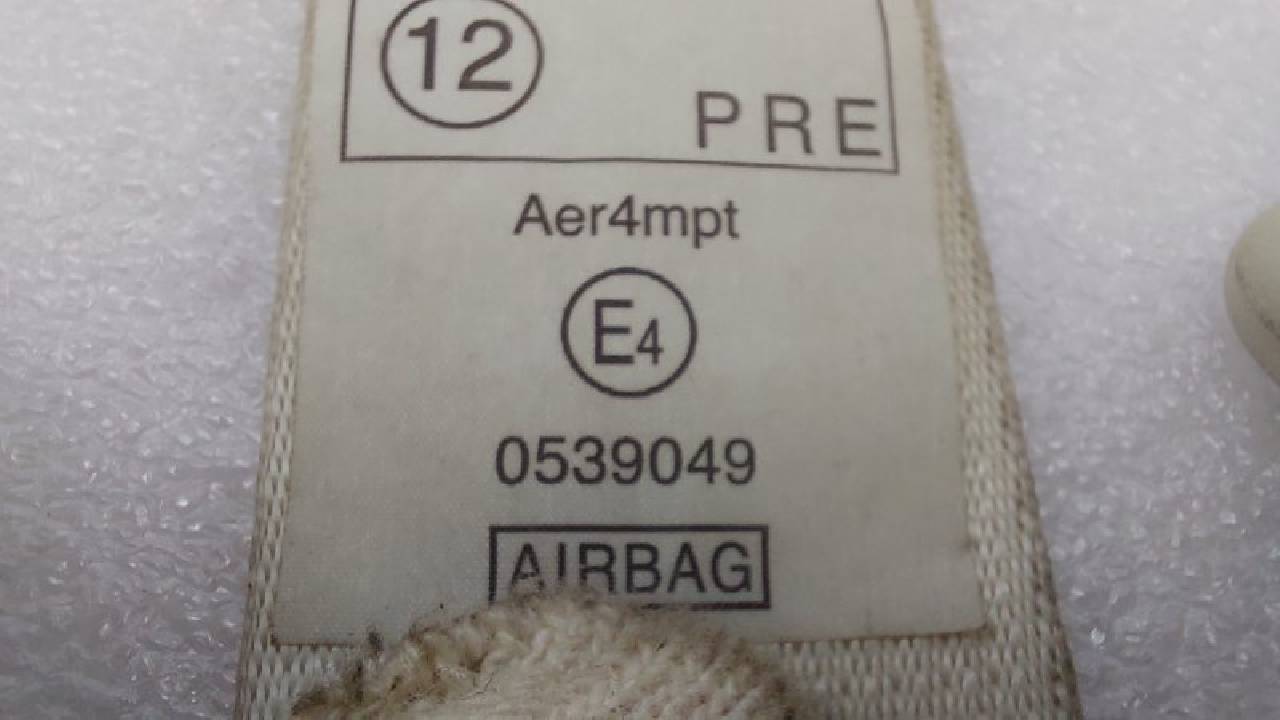 12
PRE
Aer4mpt
E4
0539049
AIRBAG